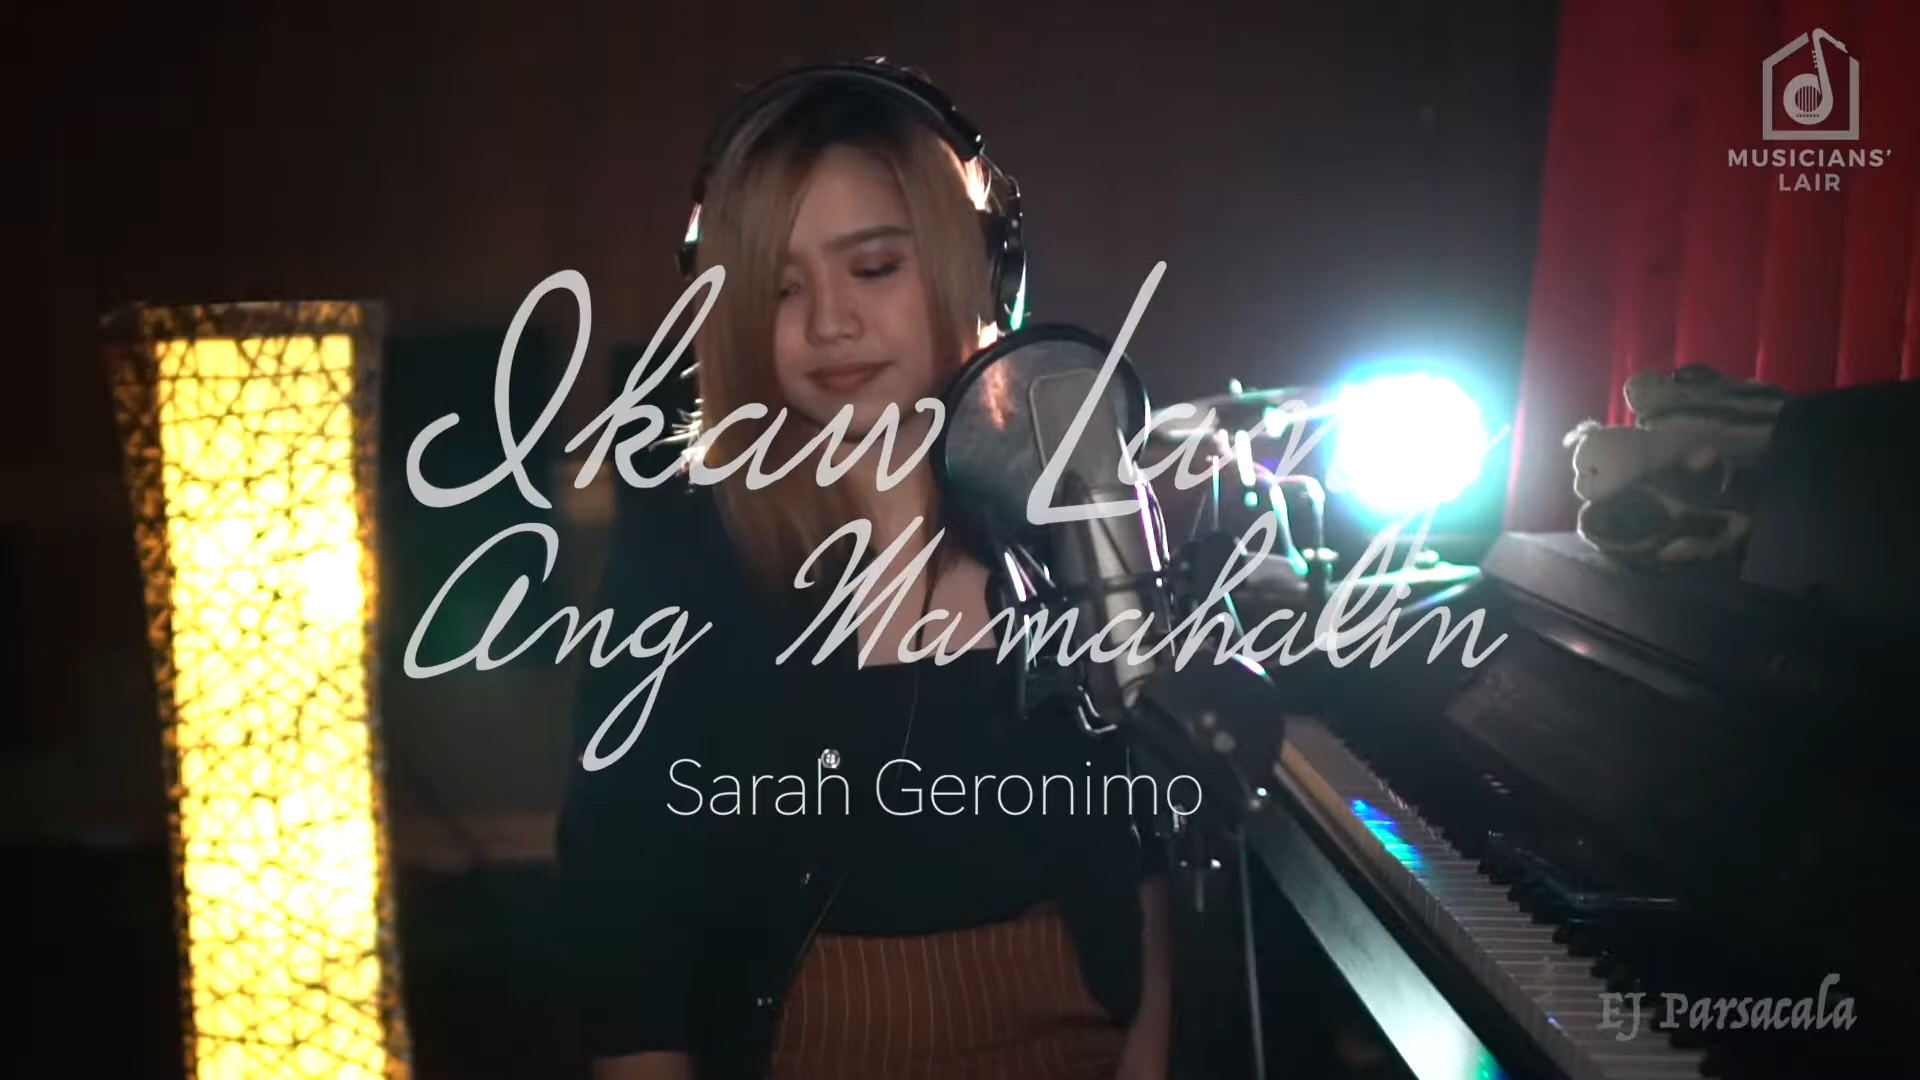 MUSICIANS'
LAIR
Ikaw Lang
Ang Mamahalin
Sarah Geronimo
EJ Parsacala